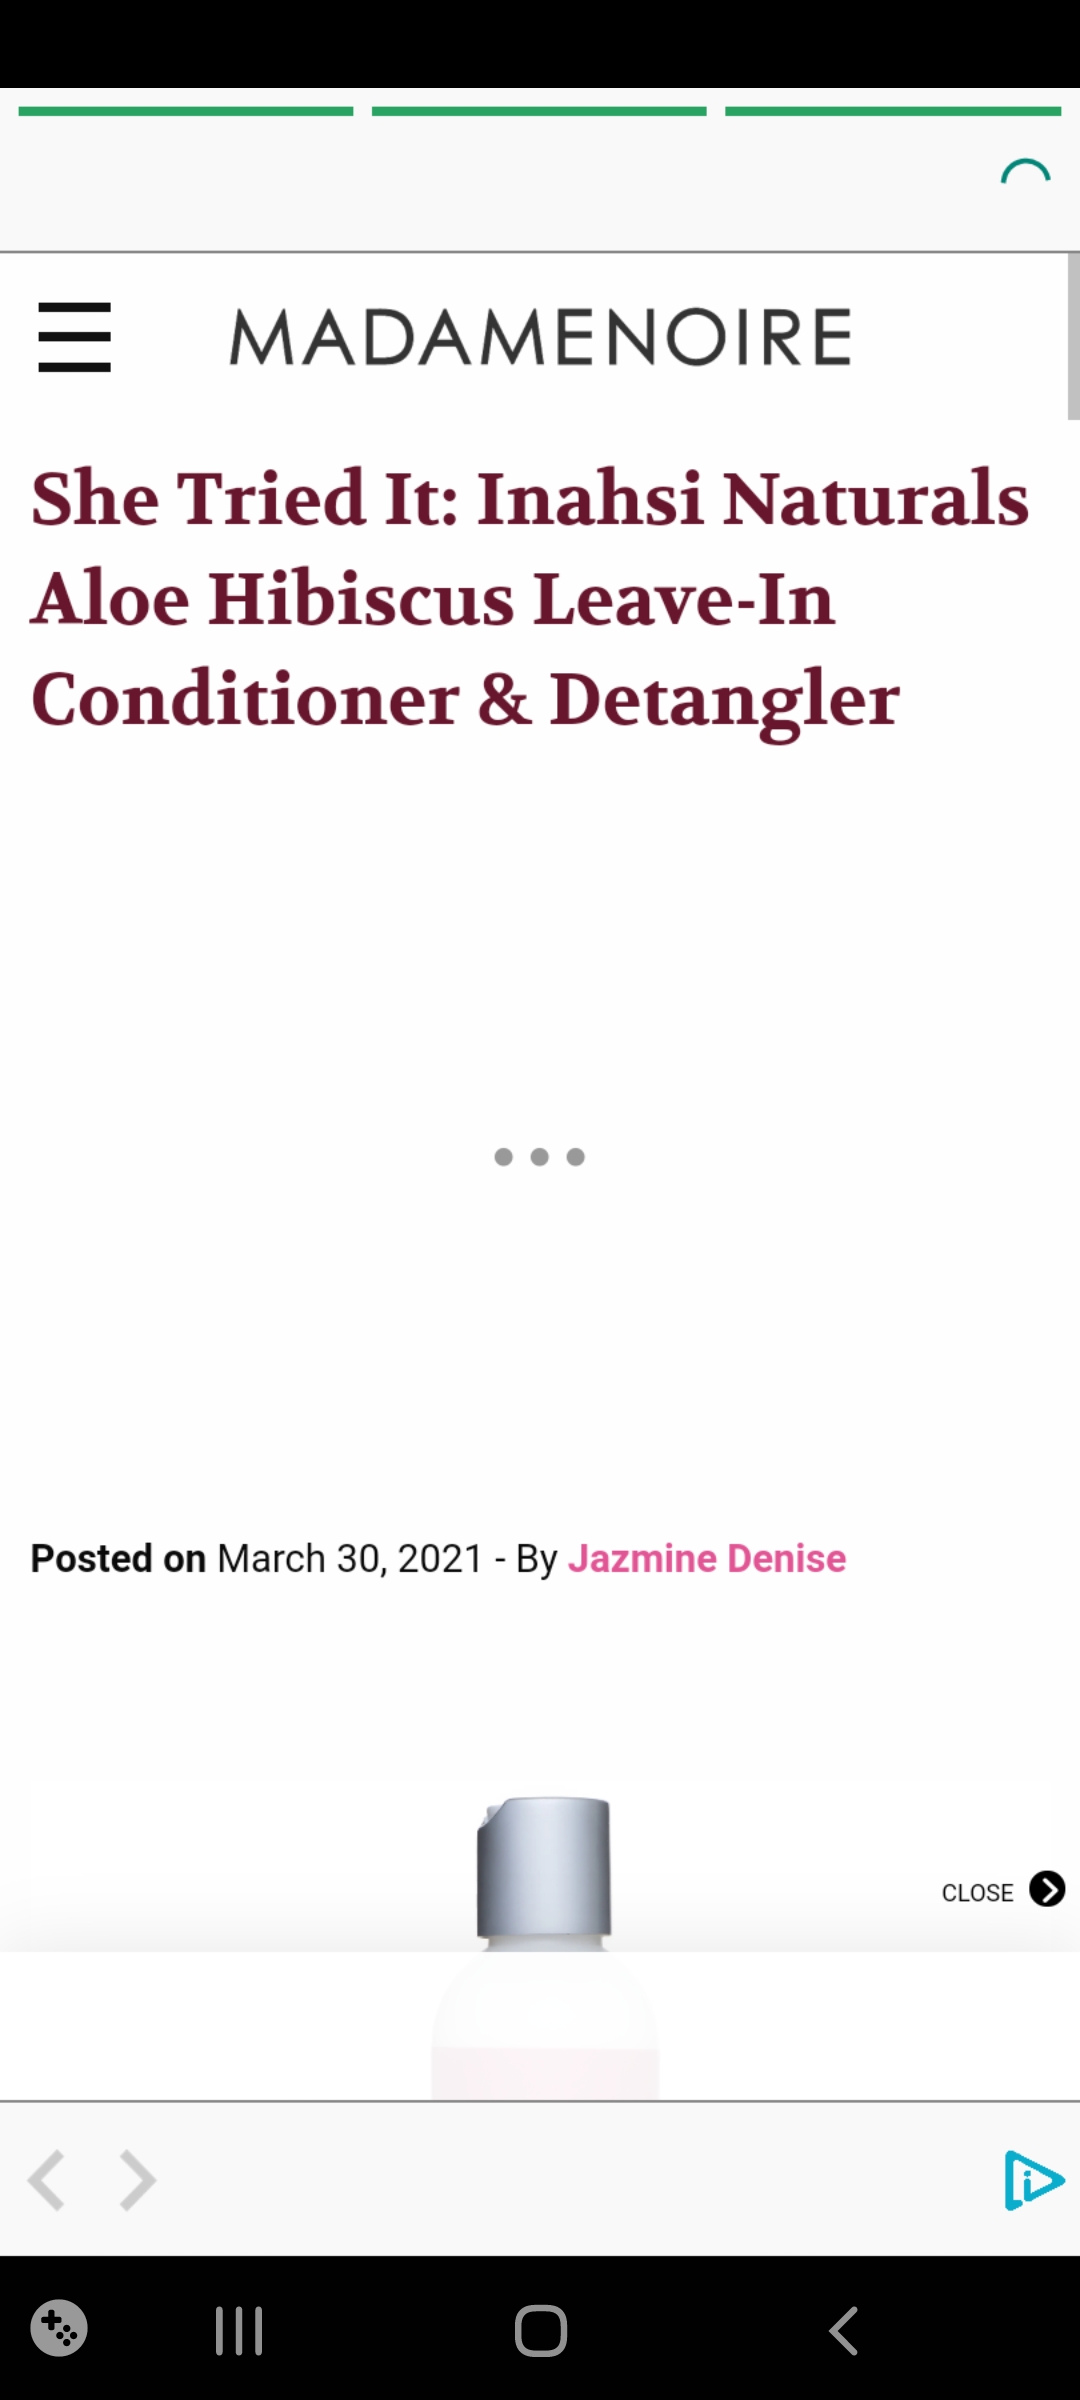 MADAMENOIRE
She Tried It: Inahsi Naturals
Aloe Hibiscus Leave-In
Conditioner & Detangler
Posted on March 30, 2021 - By Jazmine Denise
CLOSE